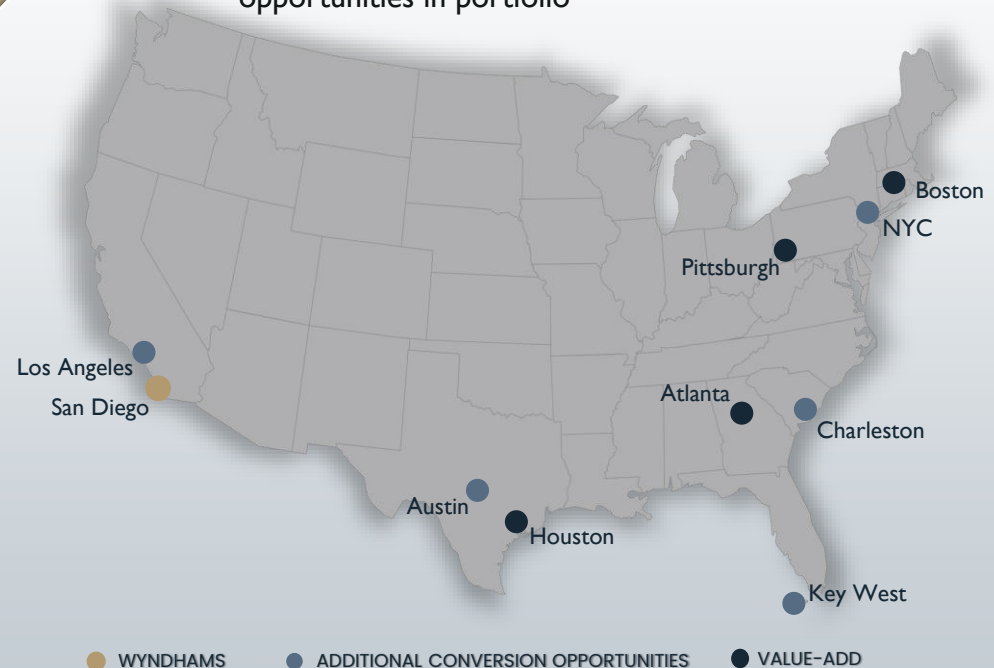 opportunities in portfolio
Boston
NYC
Pittsburgh
Los Angeles
San Diego
Atlanta
Charleston
Austin
Houston
Key West
WYNDHAMS
ADDITIONAL CONVERSION OPPORTUNITIES
VALUE-ADD